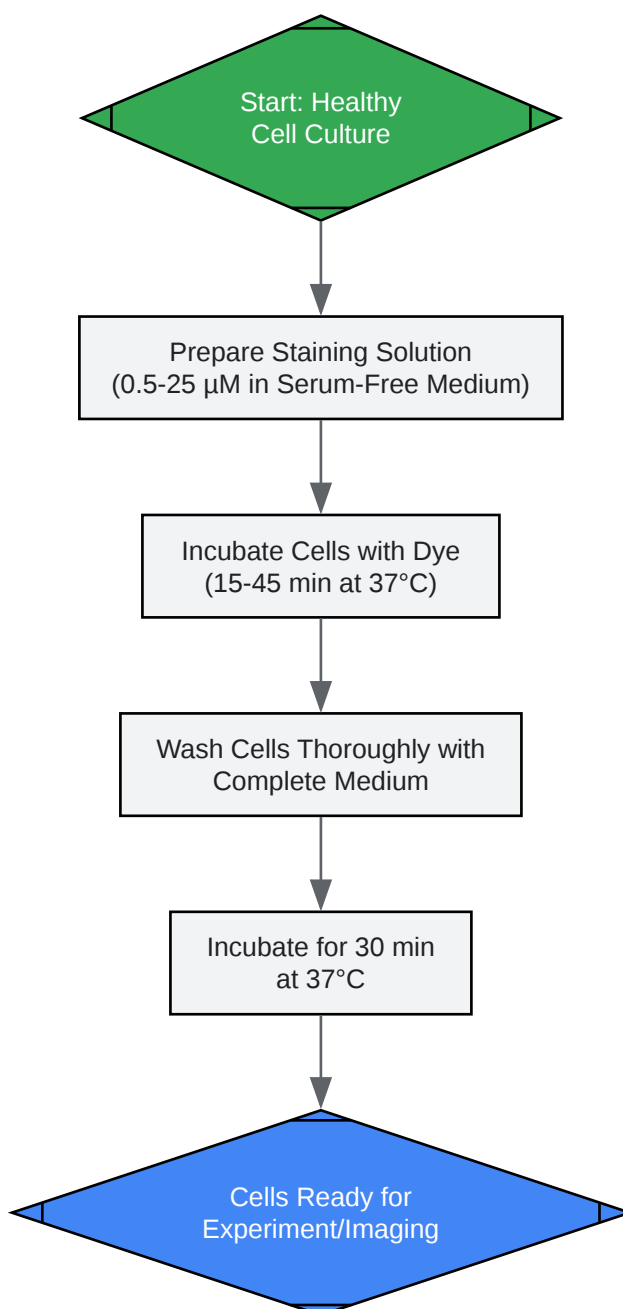 Start: Healthy
Cell Culture
Prepare Staining Solution
(0.5-25 µM in Serum-Free Medium)
Incubate Cells with Dye
(15-45 min at 37°C)
Wash Cells Thoroughly with
Complete Medium
Incubate for 30 min
at 37°C
Cells Ready for
Experiment/Imaging